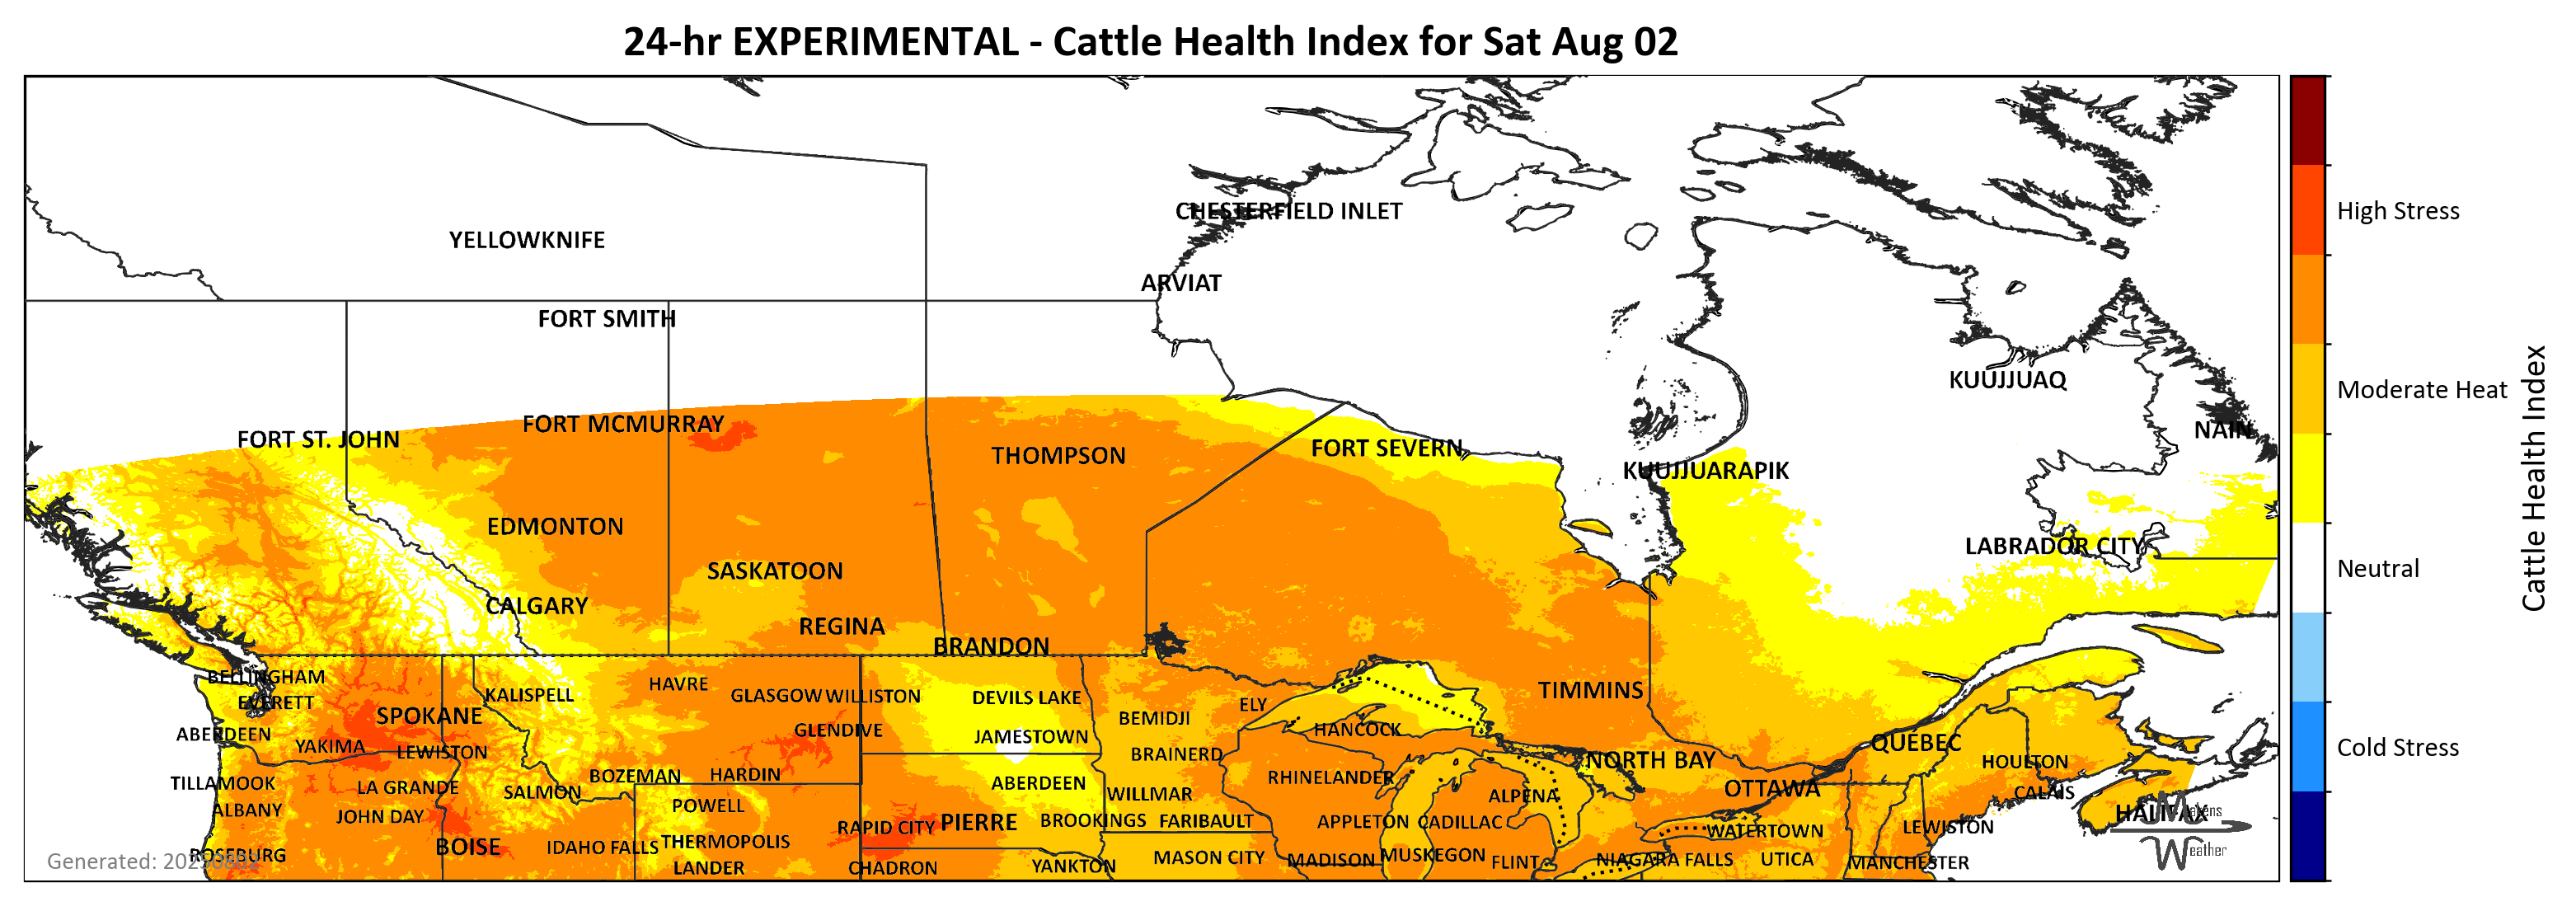 24-hr EXPERIMENTAL - Cattle Health Index for Sat Aug 02
CHESTERFIELD INLET
High Stress
YELLOWKNIFE
ARVIAT
FORT SMITH
KUUJJUAQ
Moderate Heat
FORT MCMURRAY
NAIN
FORT ST. JOHN
FORT SEVERN
THOMPSON
KUUJJUARAPIK
Cattle Health Index
EDMONTON
LABRADOR CITY
SASKATOON
Neutral
CALGARY
REGINA
BRANDON
BELLINGHAM
HAVRE
TIMMINS
KALISPELL
GLASGOW
WILLISTON
DEVILS LAKE
EVERETT
ELY
SPOKANE
BEMIDJI
ABERDEEN
GLENDIVE
HANCOCK
JAMESTOWN
QUEBEC
YAKIMA
LEWISTON
BRAINERD
Cold Stress
NORTH BAY
HOULTON
BOZEMAN
HARDIN
RHINELANDER
TILLAMOOK
LA GRANDE
ABERDEEN
OTTAWA
SALMON
WILLMAR
CALAIS
ALPENA
POWELL
ALBANY
JOHN DAY
HALIFAX
Makens
Weather
RAPID CITY
PIERRE
BROOKINGS
FARIBAULT
APPLETON
CADILLAC
LEWISTON
WATERTOWN
BOISE
IDAHO FALLS
THERMOPOLIS
ROSEBURG
MASON CITY
MADISON
MUSKEGON
FLINT
NIAGARA FALLS
UTICA
MANCHESTER
LANDER
CHADRON
YANKTON
Generated: